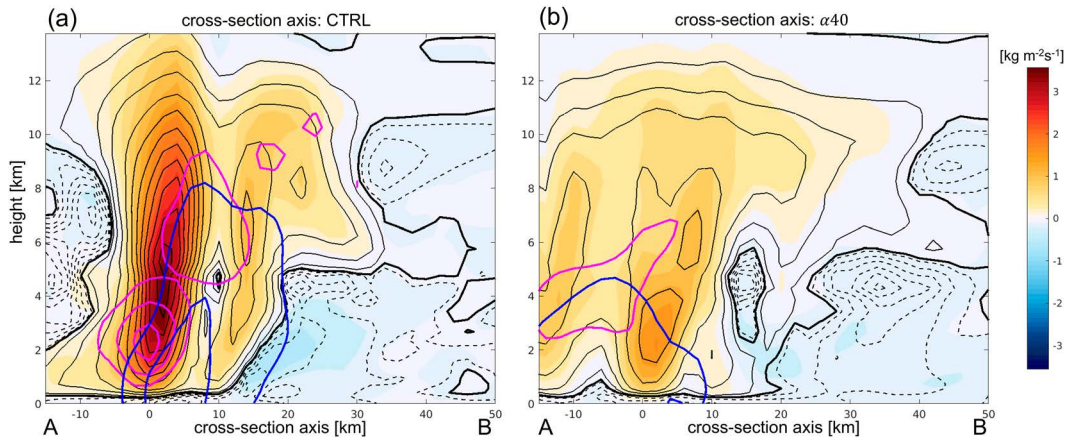 (a) cross-section axis: CTRL
(b) cross-section axis: α40
[kg m⁻²s⁻¹]
height [km]
12
10
8
6
4
2
0
-10 0 10 20 30 40 50
A cross-section axis [km] B
12
10
8
6
4
2
0
-10 0 10 20 30 40 50
A cross-section axis [km] B
3
2
1
0
-1
-2
-3